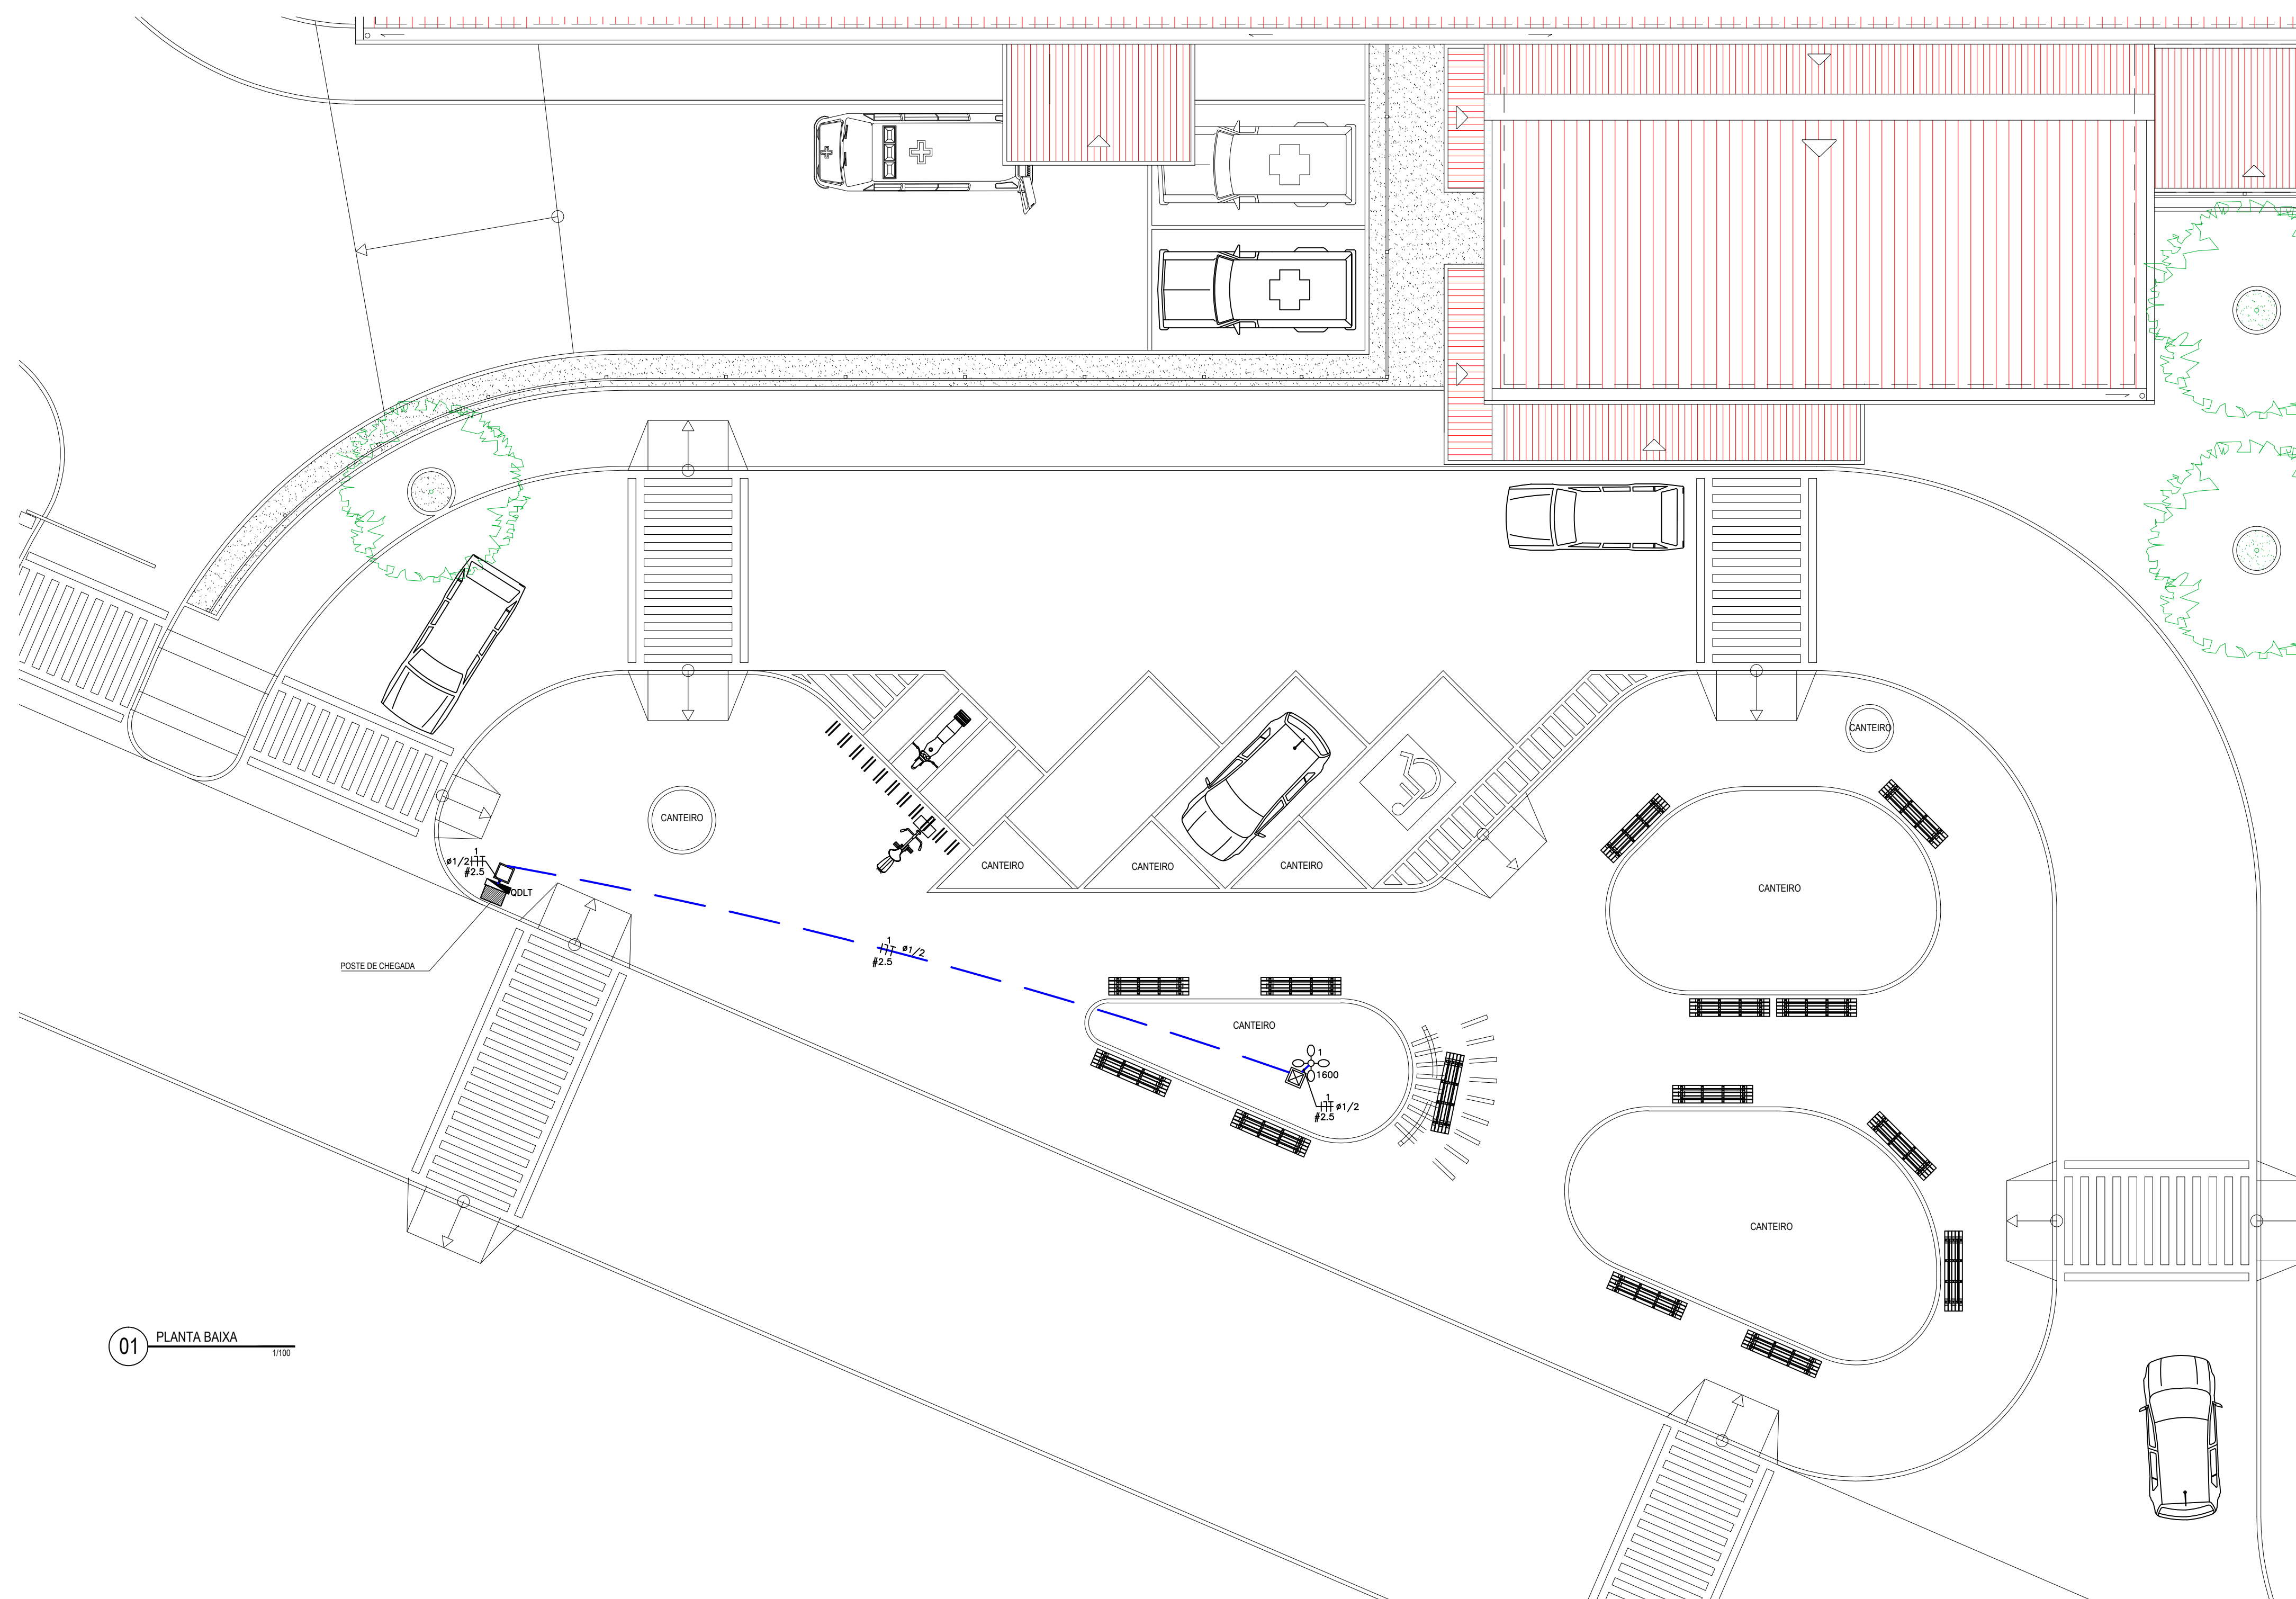 CANTEIRO
CANTEIRO
1
ø1/2
#2.5
QDLT
CANTEIRO
CANTEIRO
CANTEIRO
CANTEIRO
1
ø1/2
#2.5
POSTE DE CHEGADA
CANTEIRO
1
1600
1
ø1/2
#2.5
CANTEIRO
01
PLANTA BAIXA
1/100